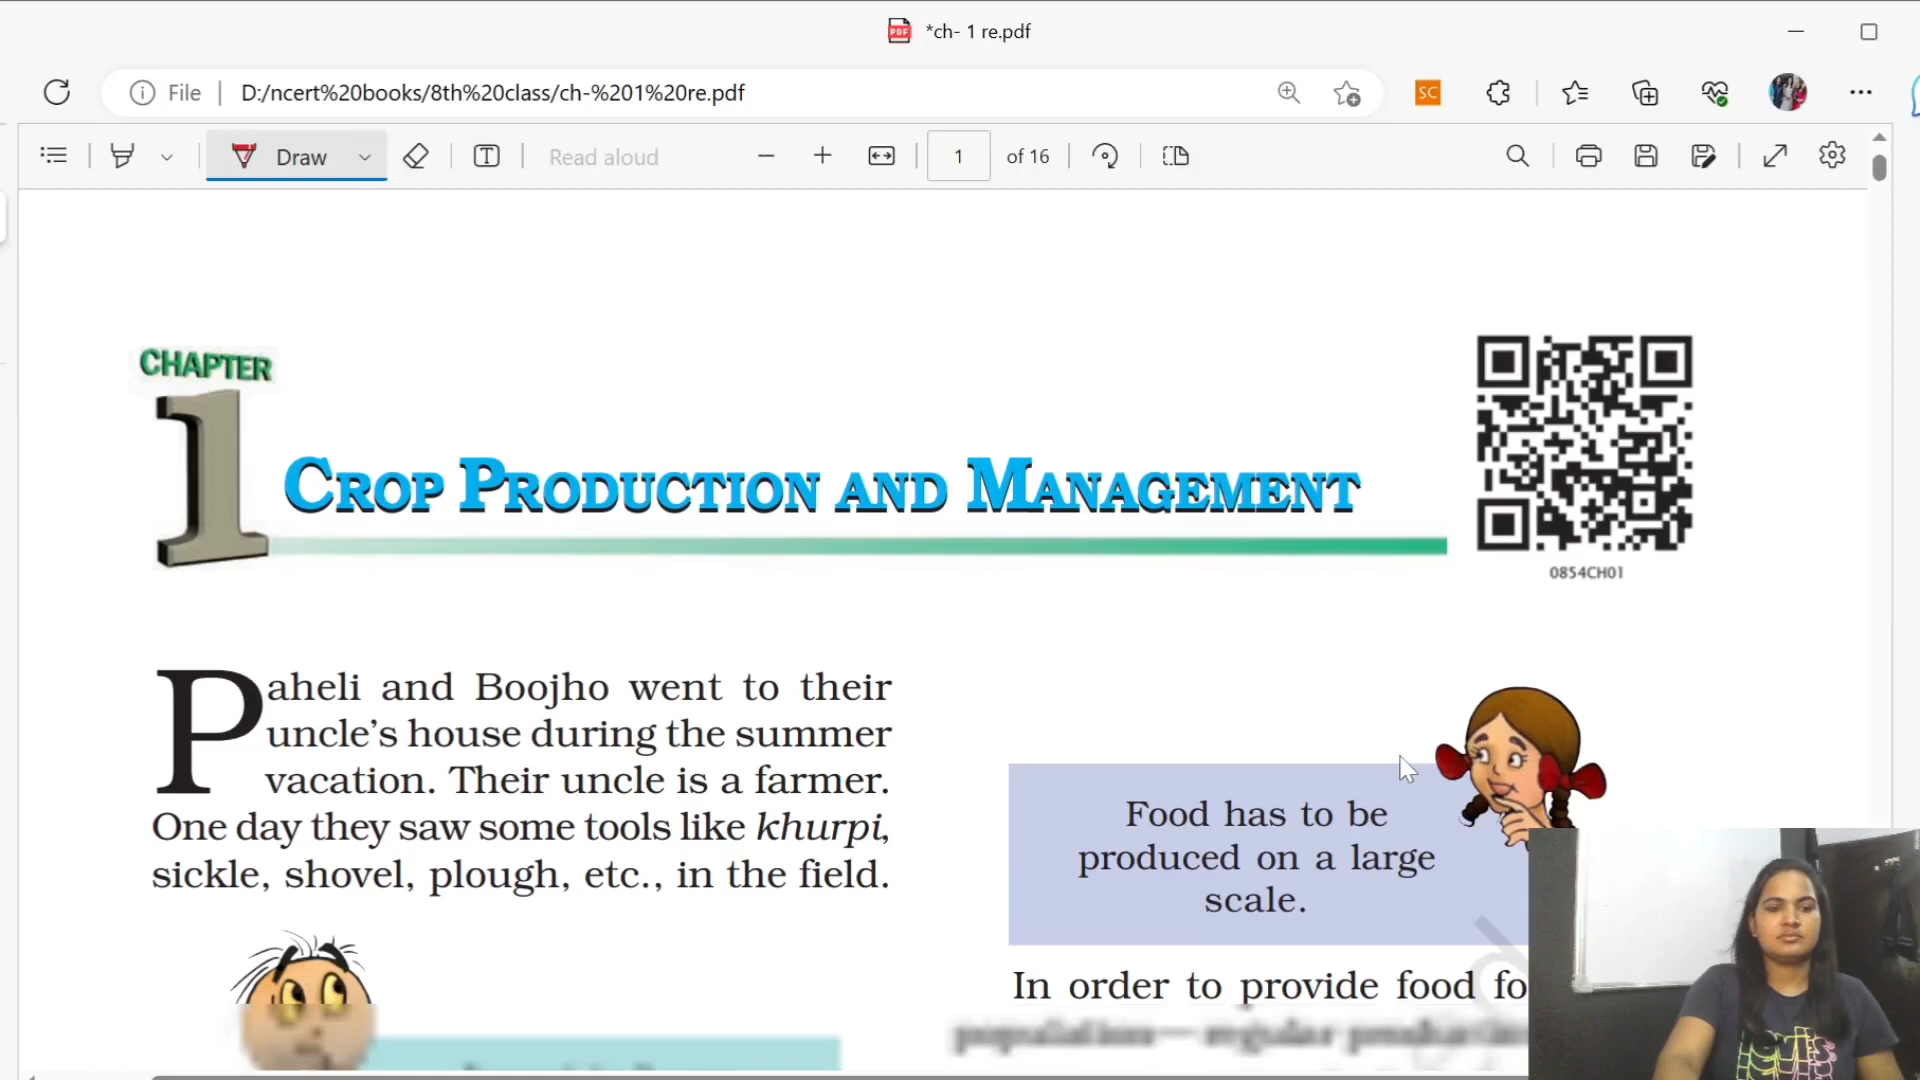 *ch- 1 re.pdf
File D:/ncert%20books/8th%20class/ch-%201%20re.pdf
SC
Draw
Read aloud
1 of 16
CHAPTER
1
CROP PRODUCTION AND MANAGEMENT
0854CH01
Paheli and Boojho went to their
uncle's house during the summer
vacation. Their uncle is a farmer.
One day they saw some tools like khurpi,
sickle, shovel, plough, etc., in the field.
Food has to be
produced on a large
scale.
In order to provide food fo